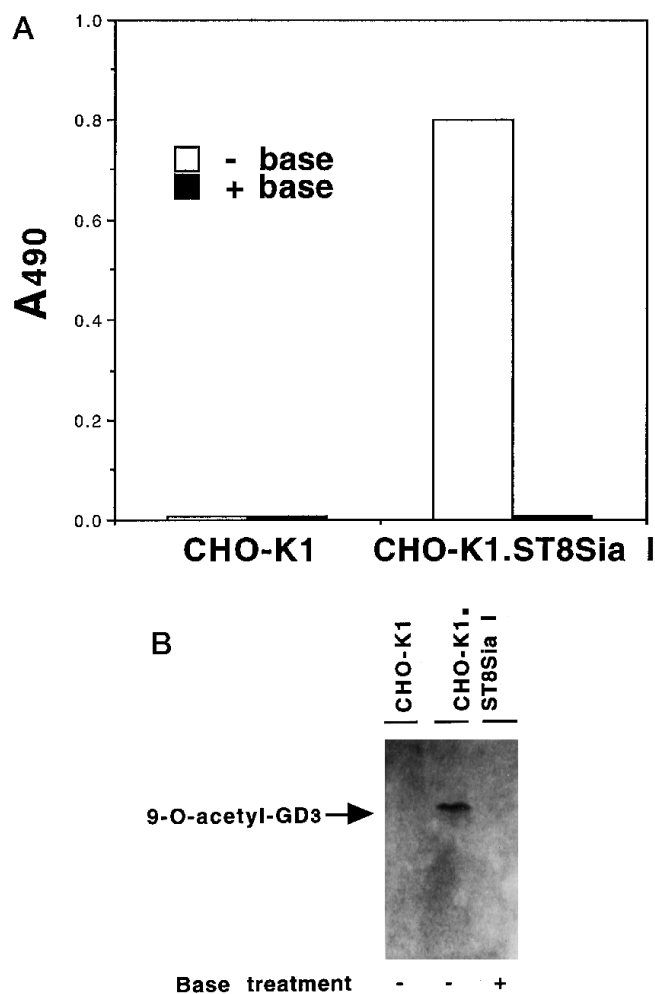 A
1.0
0.8
0.6
0.4
0.2
0.0
A490
- base
+ base
CHO-K1 CHO-K1.ST8Sia I
B
CHO-K1
CHO-K1.
ST8Sia I
9-O-acetyl-GD3
Base treatment - - +